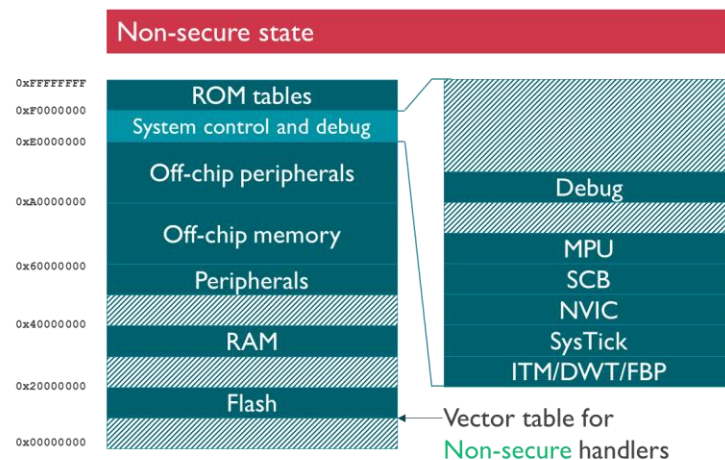 Non-secure state
0xFFFFFFFF
0xF0000000
0xE0000000
0xA0000000
0x60000000
0x40000000
0x20000000
0x00000000
ROM tables
System control and debug
Off-chip peripherals
Off-chip memory
Peripherals
RAM
Flash
Debug
MPU
SCB
NVIC
SysTick
ITM/DWT/FBP
Vector table for
Non-secure handlers